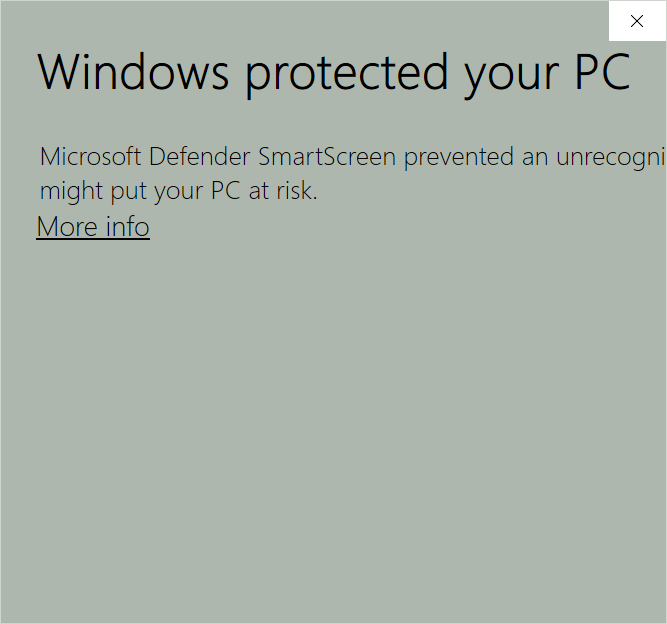 Windows protected your PC
Microsoft Defender SmartScreen prevented an
might put your PC at risk.
More info